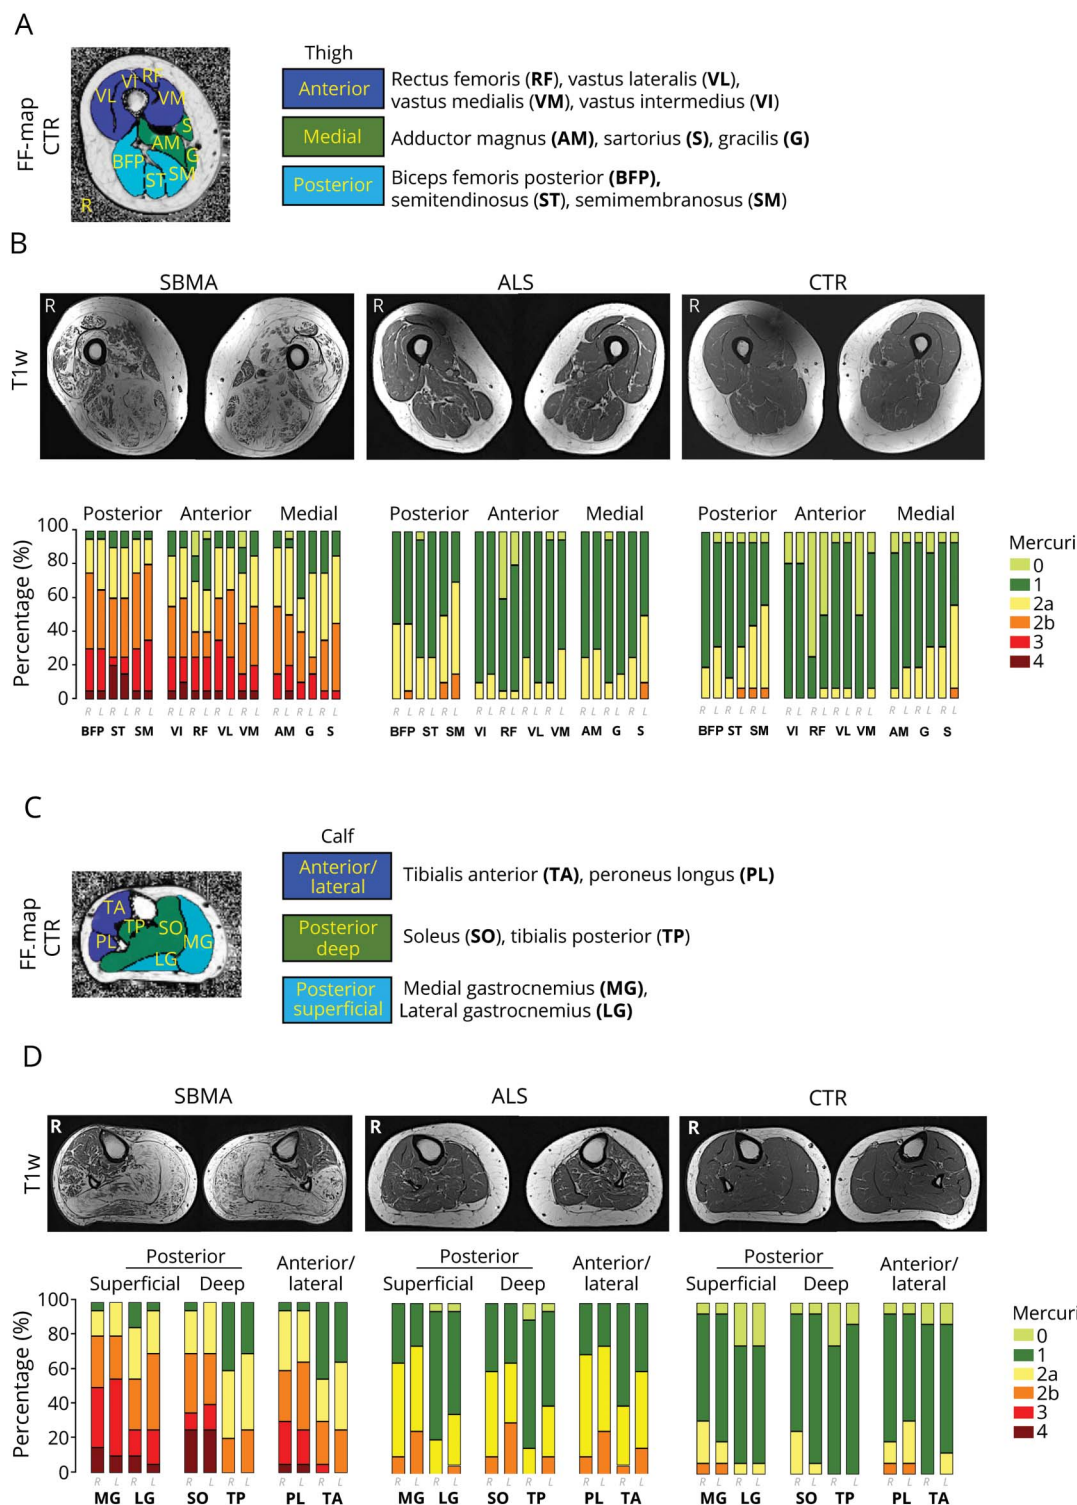 A
Thigh
FF-map
CTR
VI RF
VL VM
S
AM
BFP G
SM
ST
R
Anterior
Rectus femoris (RF), vastus lateralis (VL),
vastus medialis (VM), vastus intermedius (VI)
Medial
Adductor magnus (AM), sartorius (S), gracilis (G)
Posterior
Biceps femoris posterior (BFP),
semitendinosus (ST), semimembranosus (SM)
B
SBMA ALS CTR
T1w
R R R
Posterior Anterior Medial Posterior Anterior Medial Posterior Anterior Medial
Percentage (%)
100
80
60
40
20
0
R L R L R L R L R L R L R L R L R L R L R L R L R L R L R L R L R L R L R L R L R L R L R L R L R L R L R L R L R L R L
BFP ST SM VI RF VL VM AM G S BFP ST SM VI RF VL VM AM G S BFP ST SM VI RF VL VM AM G S
Mercuri
0
1
2a
2b
3
4
C
Calf
FF.map
CTR
TA
TP SO
PL MG
LG
Anterior/
lateral
Tibialis anterior (TA), peroneus longus (PL)
Posterior
deep
Soleus (SO), tibialis posterior (TP)
Posterior
superficial
Medial gastrocnemius (MG),
Lateral gastrocnemius (LG)
D
SBMA ALS CTR
T1w
R R R
Posterior Anterior/ Posterior Anterior/ Posterior Anterior/
Superficial Deep lateral Superficial Deep lateral Superficial Deep lateral
Percentage (%)
100
80
60
40
20
0
R L R L R L R L R L R L R L R L R L R L R L R L R L R L R L R L R L R L
MG LG SO TP PL TA MG LG SO TP PL TA MG LG SO TP PL TA
Mercuri
0
1
2a
2b
3
4